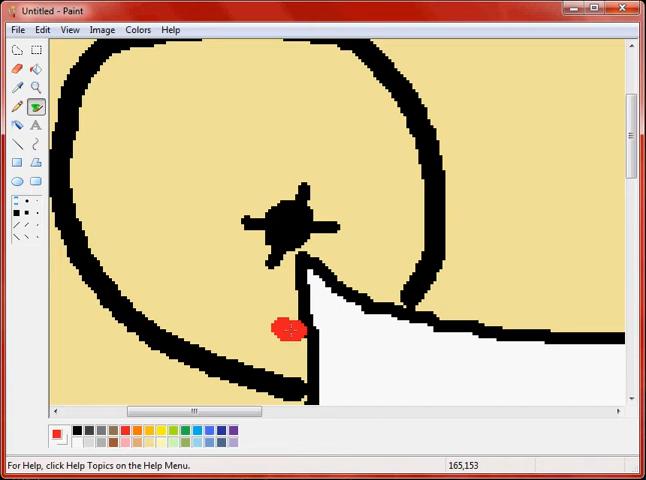 Untitled - Paint
File Edit View Image Colors Help
For Help, click Help Topics on the Help Menu.
165,153